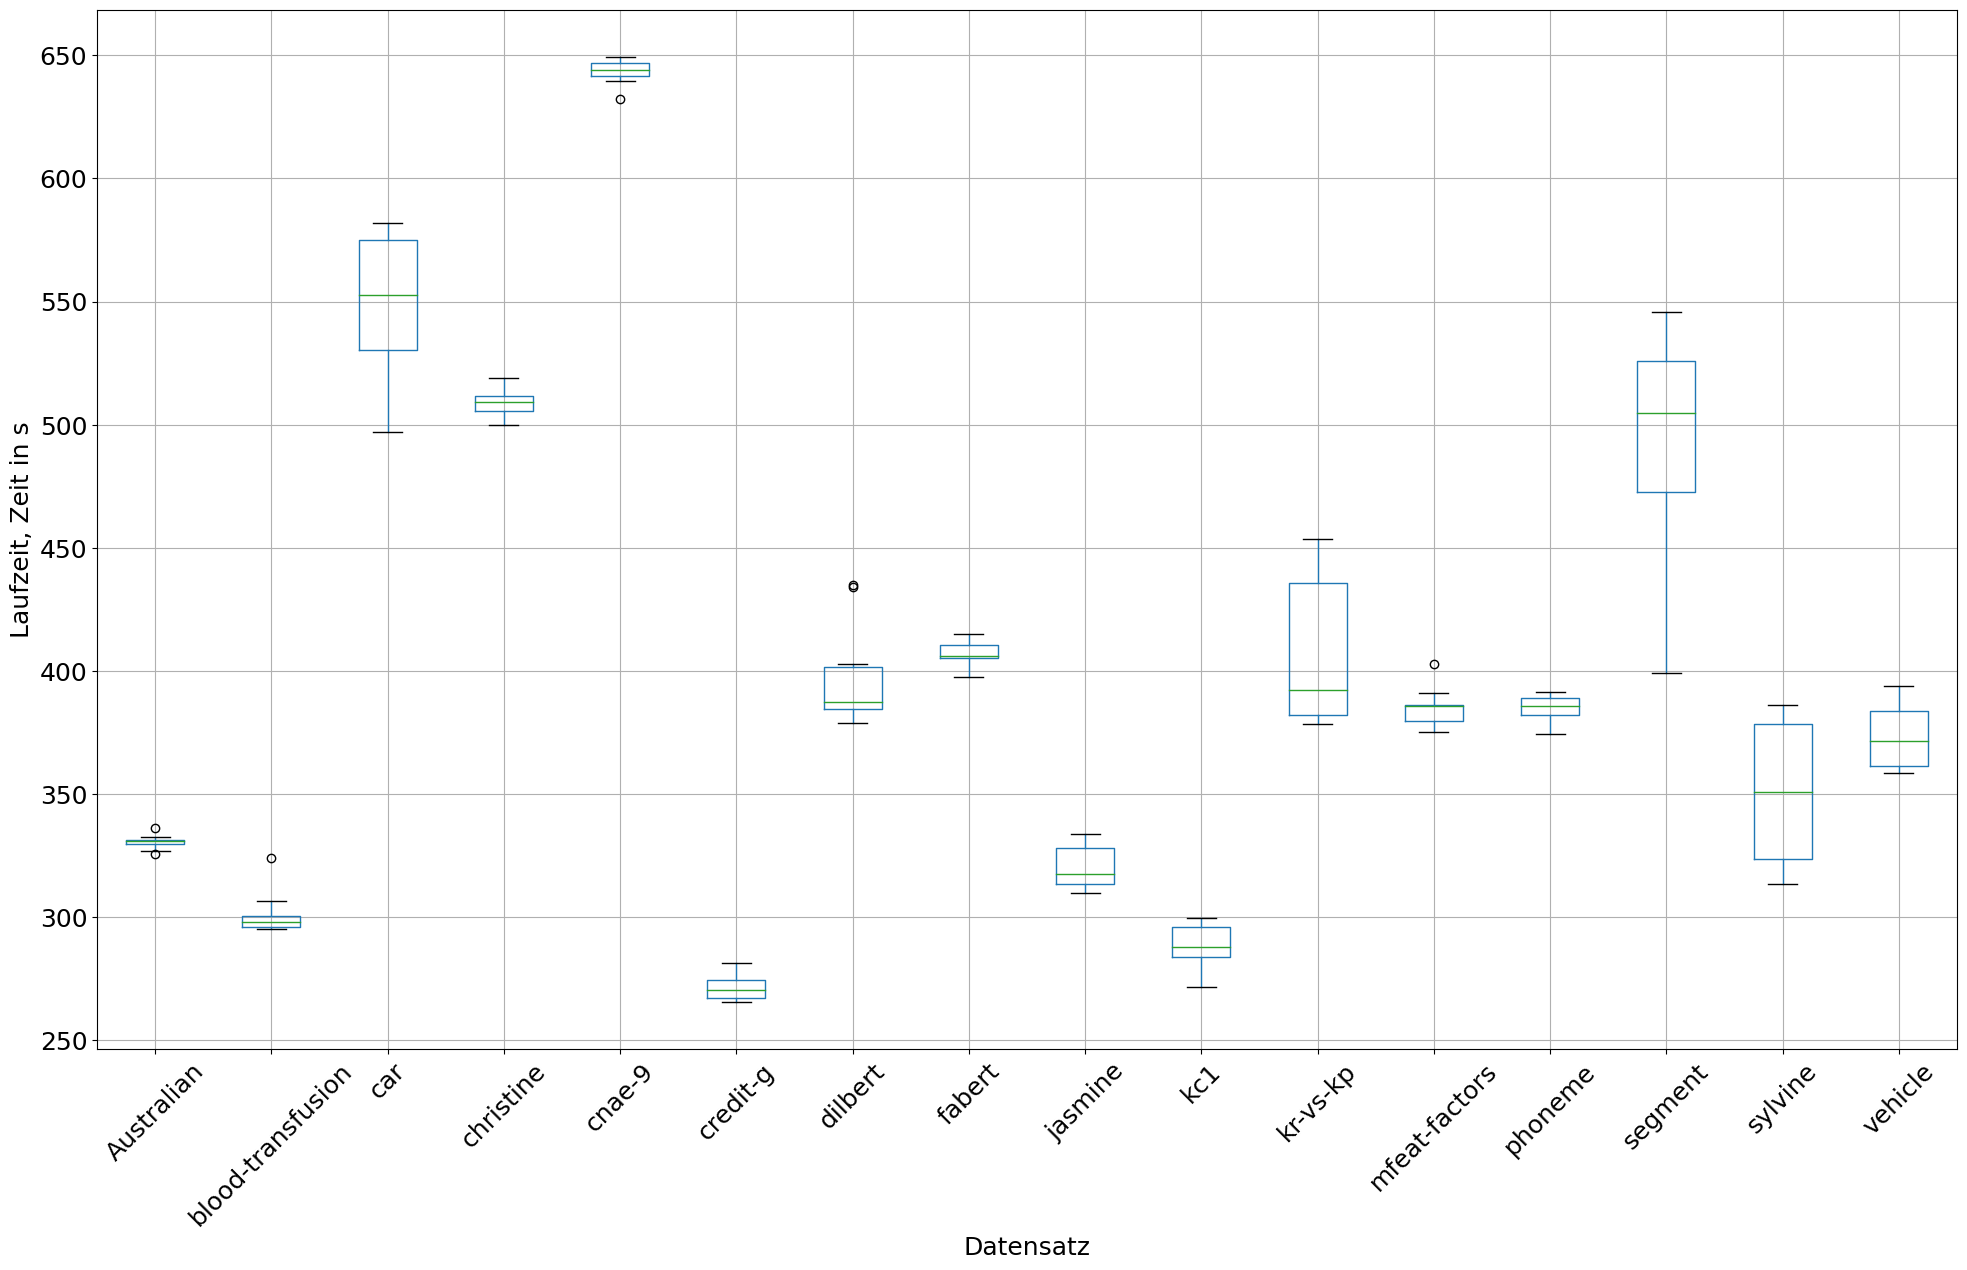 650
600
550
500
450
400
350
300
250
Laufzeit, Zeit in s
Australian
blood-transfusion
car
christine
cnae-9
credit-g
dilbert
fabert
jasmine
kc1
kr-vs-kp
mfeat-factors
phoneme
segment
sylvine
vehicle
Datensatz